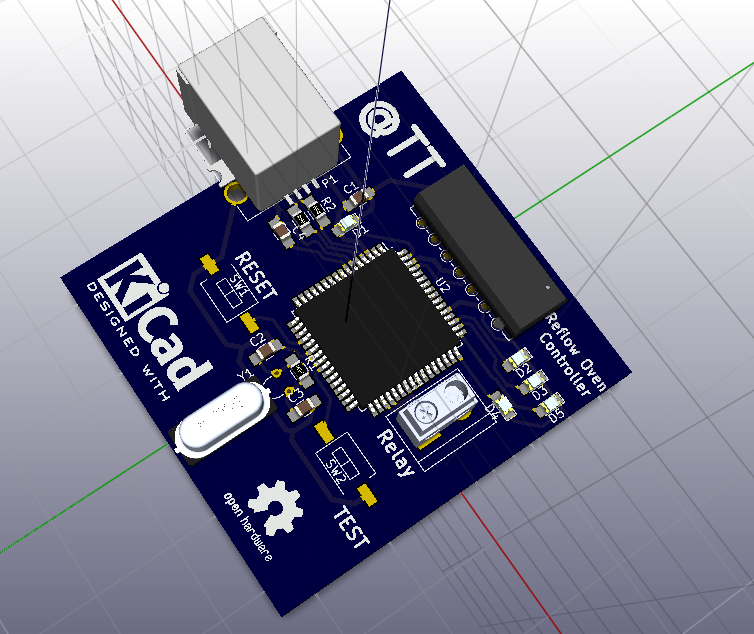 @TT
P1
C1
R2
D1
U2
RESET
SW1
KiCad
DESIGNED WITH
C2
Y1
C3
Reflow Oven
Controller
D2
D3
D4
D5
Relay
SW2
TEST
open hardware